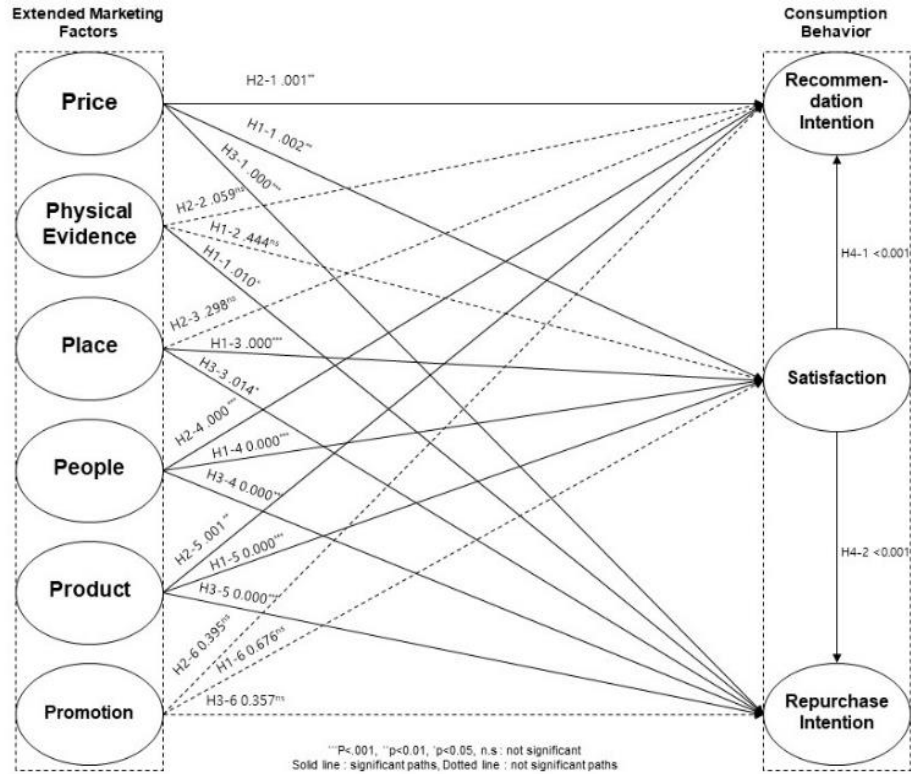 Extended Marketing
Factors
Consumption
Behavior
Price
Physical
Evidence
Place
People
Product
Promotion
H2-1 .001**
H1-1 .002**
H3-1 .000***
H2-2 .059ns
H1-2 .444ns
H1-1 .010*
H2-3 .298ns
H1-3 .000***
H3-3 .014*
H2-4 .000***
H1-4 0.000***
H3-4 0.000***
H2-5 .001**
H1-5 0.000***
H3-5 0.000***
H2-6 0.395ns
H1-6 0.676ns
H3-6 0.357ns
Recommen-
dation
Intention
H4-1 <0.001
Satisfaction
H4-2 <0.001
Repurchase
Intention
***P<.001, **p<0.01, *p<0.05, n.s : not significant
Solid line : significant paths, Dotted line : not significant paths